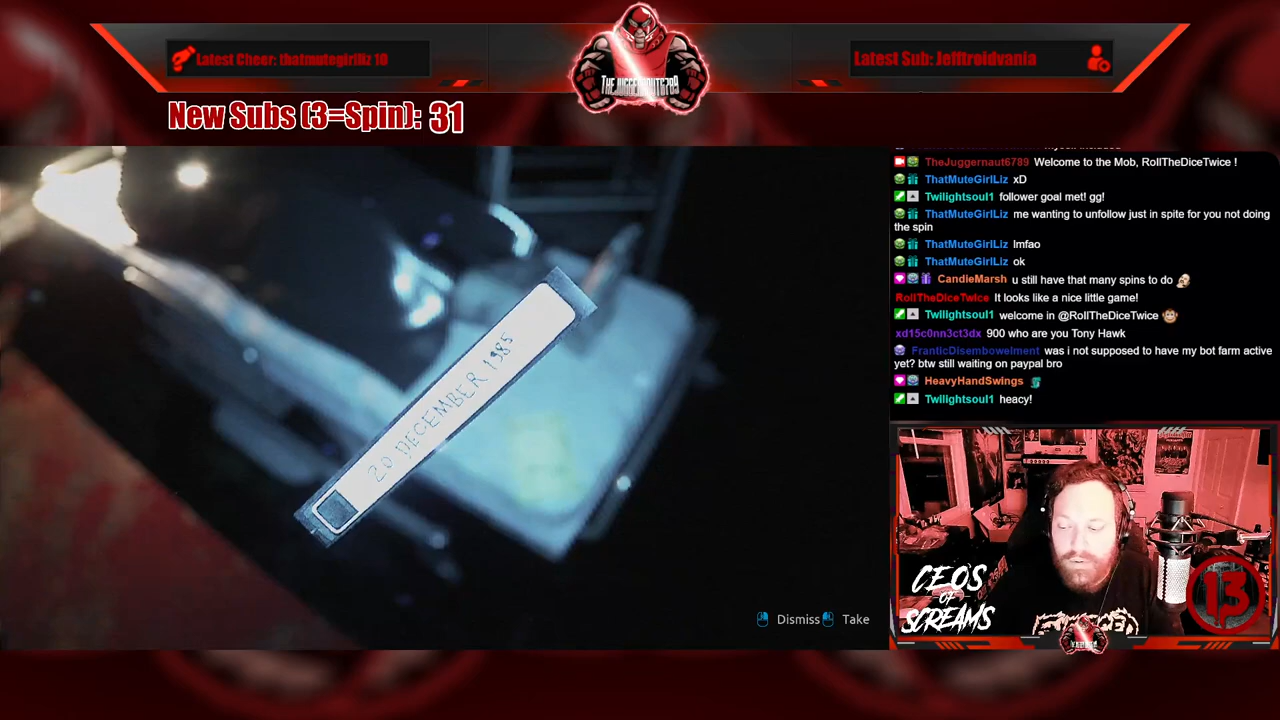 Latest Cheer: thatmutegirlliz 10
THEJUGGERNAUT6789
Latest Sub: Jefftroidvania
New Subs (3=Spin): 31
TheJuggernaut6789 Welcome to the Mob, RollTheDiceTwice !
ThatMuteGirlLiz xD
Twilightsoul1 follower goal met! gg!
ThatMuteGirlLiz me wanting to unfollow just in spite for you not doing
the spin
ThatMuteGirlLiz lmfao
ThatMuteGirlLiz ok
CandieMarsh u still have that many spins to do
RollTheDiceTwice It looks like a nice little game!
Twilightsoul1 welcome in @RollTheDiceTwice
xd15c0nn3ct3dx 900 who are you Tony Hawk
FranticDisembowelment was i not supposed to have my bot farm active
yet? btw still waiting on paypal bro
HeavyHandSwings
Twilightsoul1 heacy!
20 DECEMBER 1985
Dismiss Take
CEOS
OF
SCREAMS
13